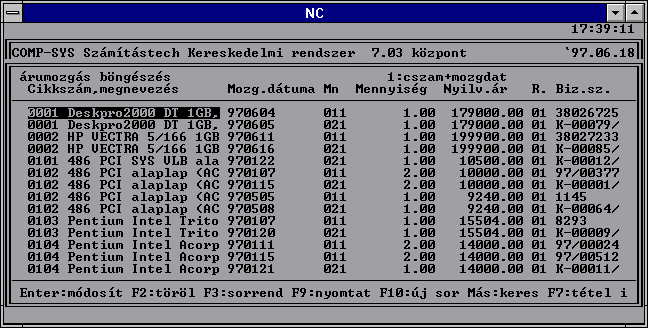 NC
17:39:11
COMP-SYS Számítástech Kereskedelmi rendszer 7.03 központ `97.06.18
árumozgás böngészés 1:cszam+mozgdat
Cikkszám,megnevezés Mozg.dátuma Mn Mennyiség Nyilv.ár R. Biz.sz.
0001 Deskpro2000 DT 1GB, 970604 011 1.00 179000.00 01 38026725
0001 Deskpro2000 DT 1GB, 970605 021 1.00 179000.00 01 K-00079/
0002 HP VECTRA 5/166 1GB 970611 011 1.00 199900.00 01 38027233
0002 HP VECTRA 5/166 1GB 970616 021 1.00 199900.00 01 K-00085/
0101 486 PCI SYS VLB ala 970122 021 1.00 10500.00 01 K-00012/
0102 486 PCI alaplap (AC 970107 011 2.00 10000.00 01 97/00377
0102 486 PCI alaplap (AC 970115 021 2.00 10000.00 01 K-00001/
0102 486 PCI alaplap (AC 970505 011 1.00 9240.00 01 1145
0102 486 PCI alaplap (AC 970508 021 1.00 9240.00 01 K-00064/
0103 Pentium Intel Trito 970107 011 1.00 15504.00 01 8293
0103 Pentium Intel Trito 970120 021 1.00 15504.00 01 K-00009/
0104 Pentium Intel Acorp 970111 011 2.00 14000.00 01 97/00024
0104 Pentium Intel Acorp 970115 011 2.00 14000.00 01 97/00512
0104 Pentium Intel Acorp 970121 021 1.00 14000.00 01 K-00011/
Enter:módosít F2:töröl F3:sorrend F9:nyomtat F10:új sor Más:keres F7:tétel i